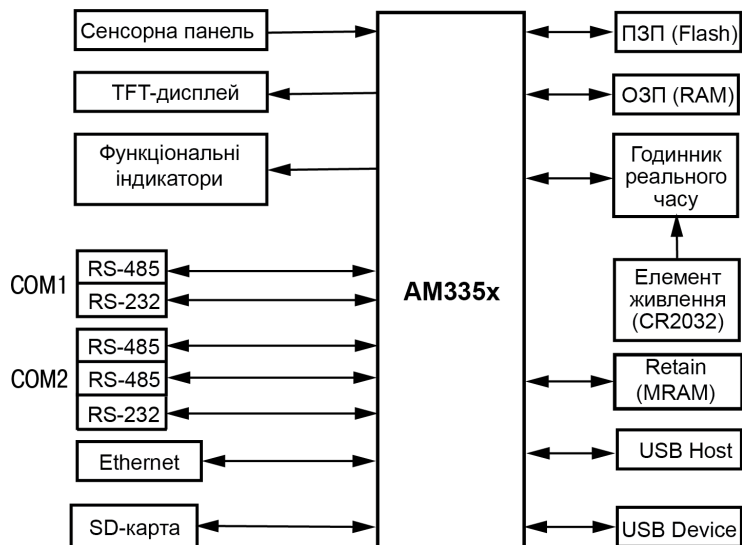 Сенсорна панель
TFT-дисплей
Функціональні
індикатори
COM1
RS-485
RS-232
COM2
RS-485
RS-485
RS-232
Ethernet
SD-карта
AM335x
ПЗП (Flash)
ОЗП (RAM)
Годинник
реального
часу
Елемент
живлення
(CR2032)
Retain
(MRAM)
USB Host
USB Device